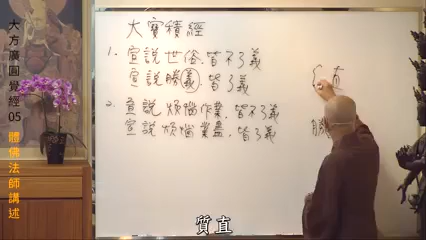 大方廣圓覺經05 體佛法師講述
大寶積經
1. 宣說世俗.皆不了義
宣說勝義.皆了義
2. 宣說煩惱作業.皆不了義
宣說煩惱業盡.皆了義
勝
質直